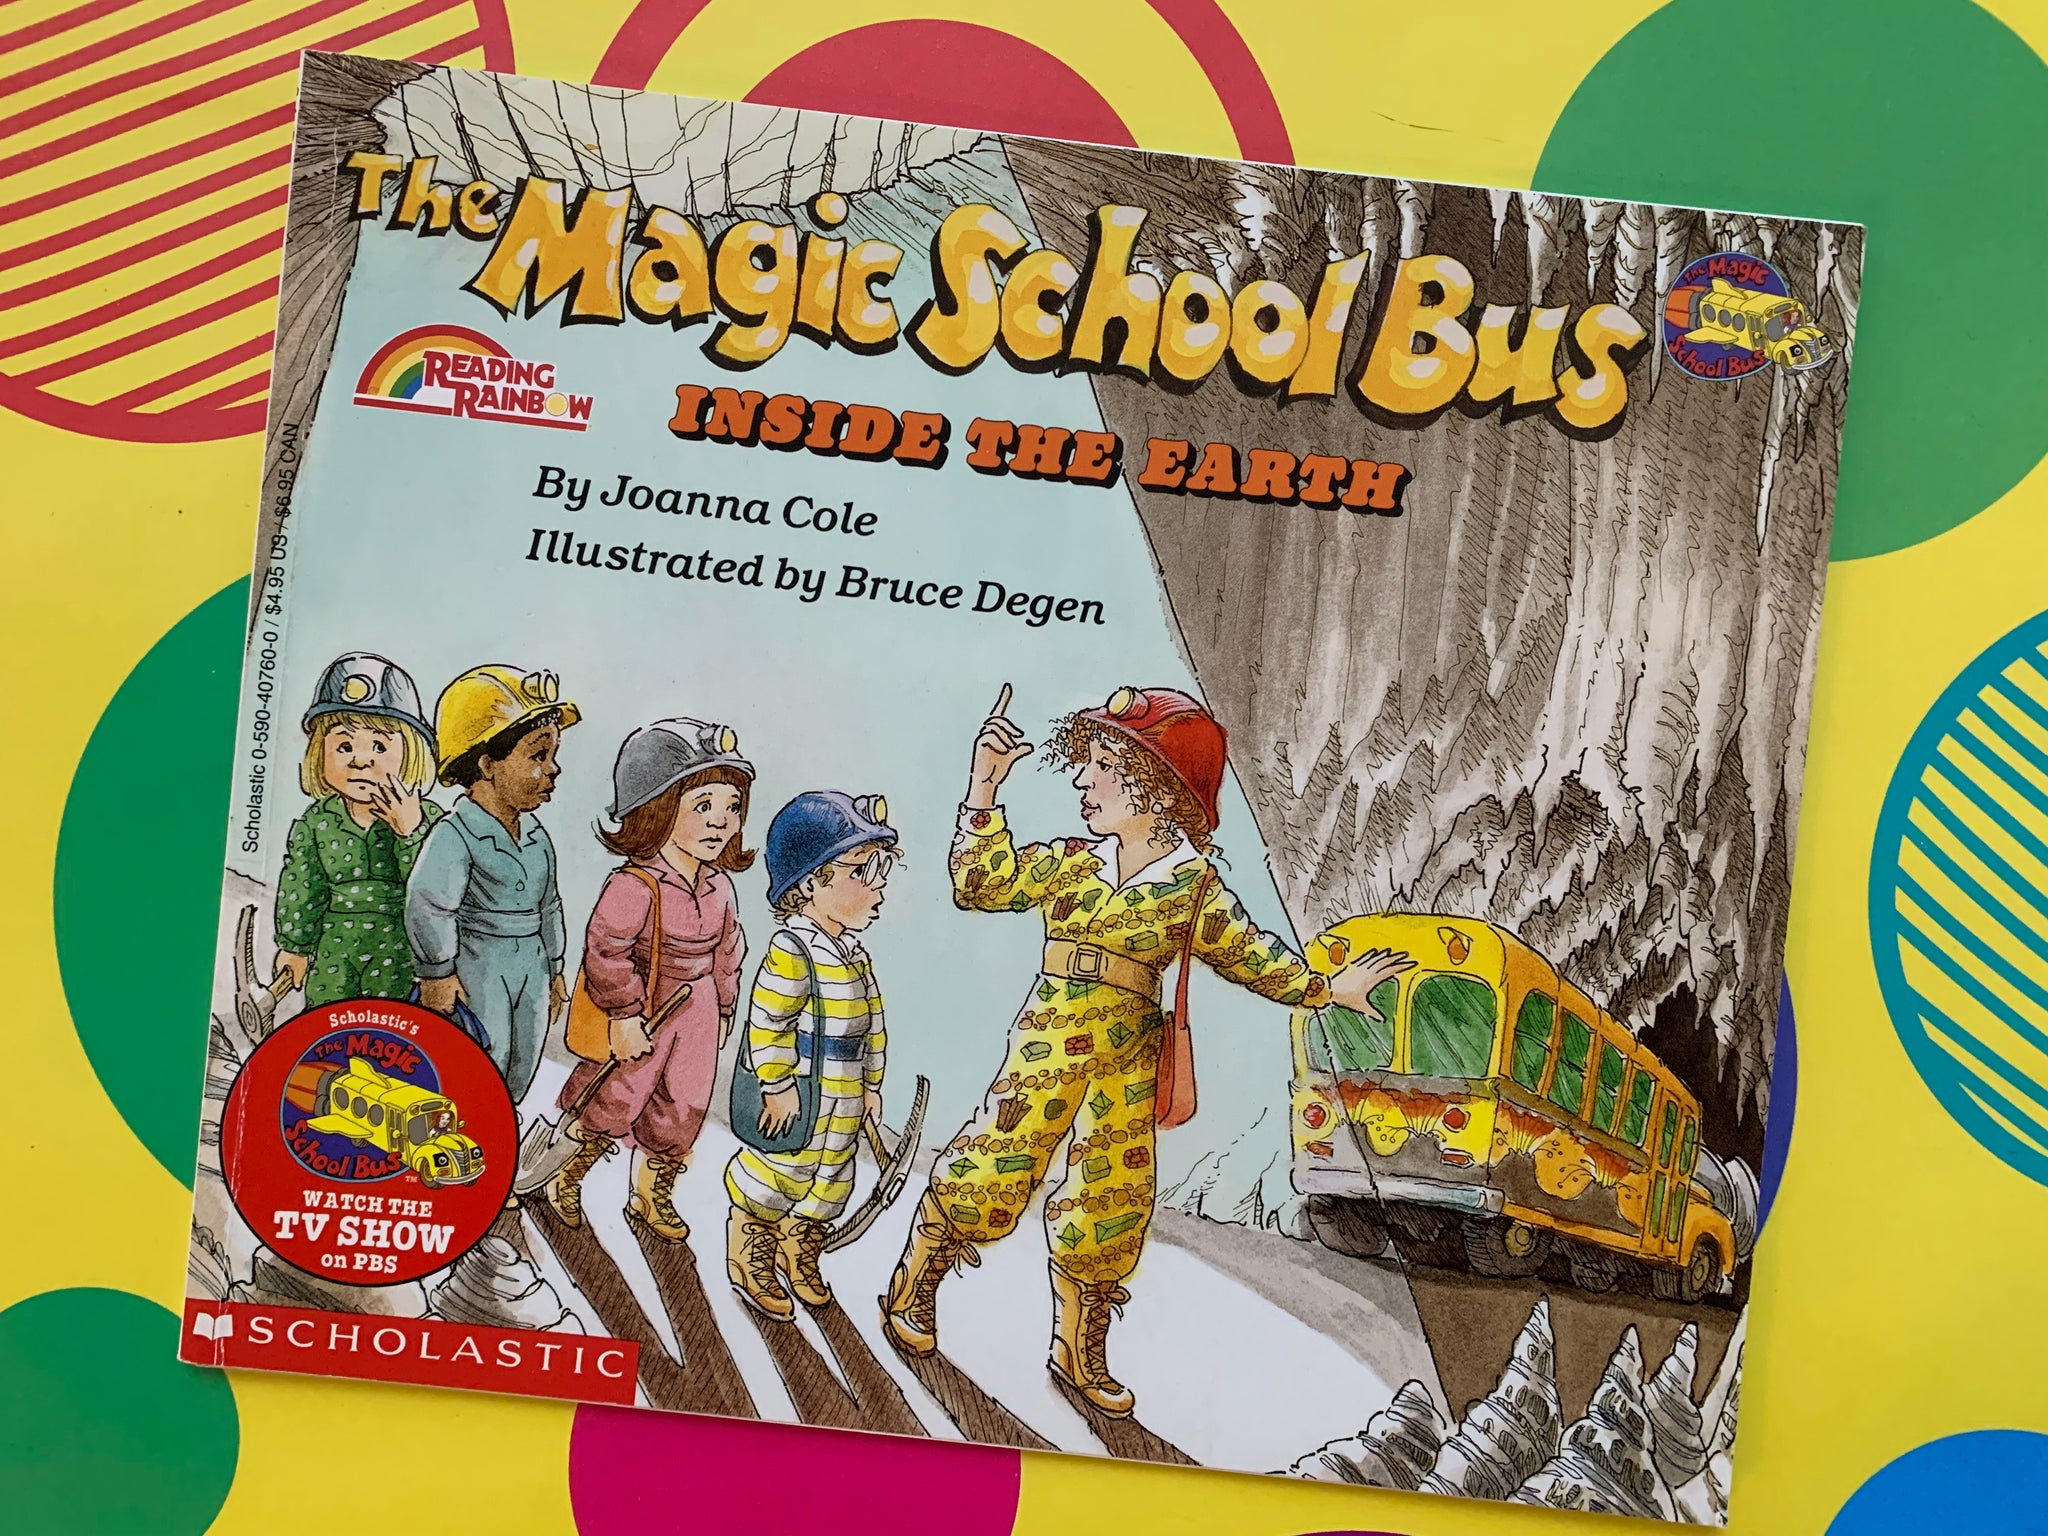 The Magic School Bus
The Magic
School Bus
READING
RAINBOW
INSIDE THE EARTH
By Joanna Cole
Illustrated by Bruce Degen
Scholastic 0-590-40760-0 / $4.95 US / $6.95 CAN
Scholastic's
The Magic
School Bus™
WATCH THE
TV SHOW
on PBS
SCHOLASTIC